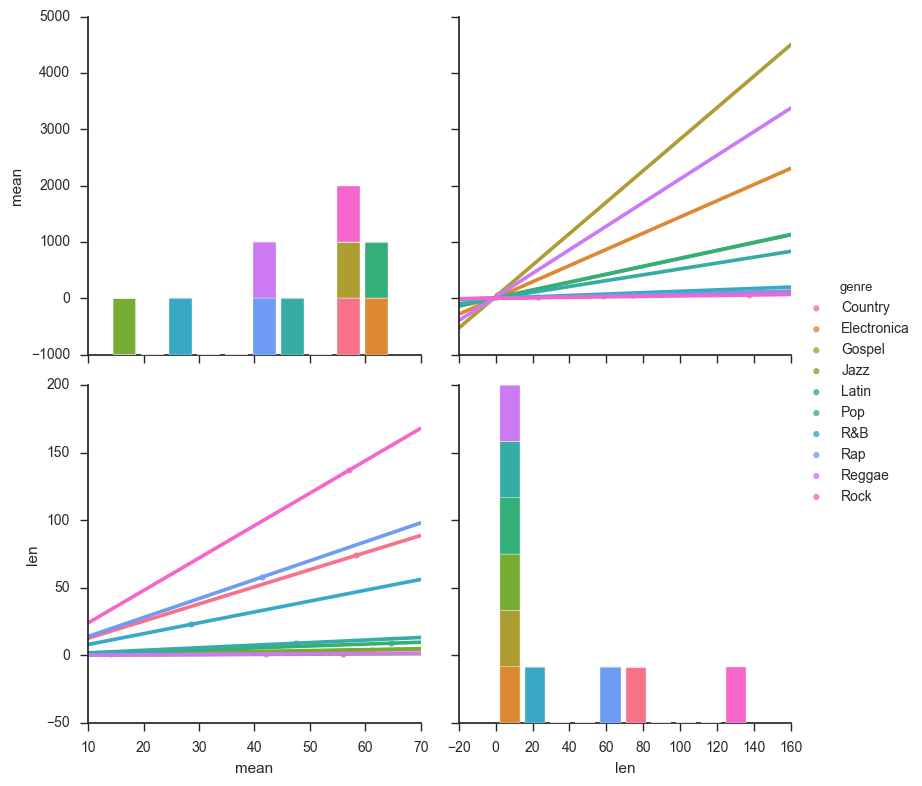 5000
4000
3000
2000
1000
0
−1000
mean
genre
Country
Electronica
Gospel
Jazz
Latin
Pop
R&B
Rap
Reggae
Rock
200
150
100
50
0
−50
len
10 20 30 40 50 60 70
mean
−20 0 20 40 60 80 100 120 140 160
len